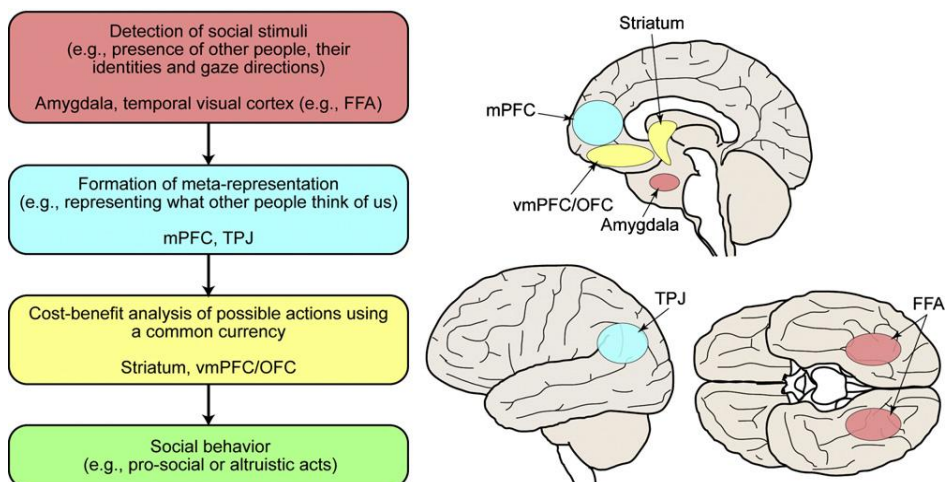 Detection of social stimuli
(e.g., presence of other people, their
identities and gaze directions)
Amygdala, temporal visual cortex (e.g., FFA)
Formation of meta-representation
(e.g., representing what other people think of us)
mPFC, TPJ
Cost-benefit analysis of possible actions using
a common currency
Striatum, vmPFC/OFC
Social behavior
(e.g., pro-social or altruistic acts)
Striatum
mPFC
vmPFC/OFC
Amygdala
TPJ
FFA